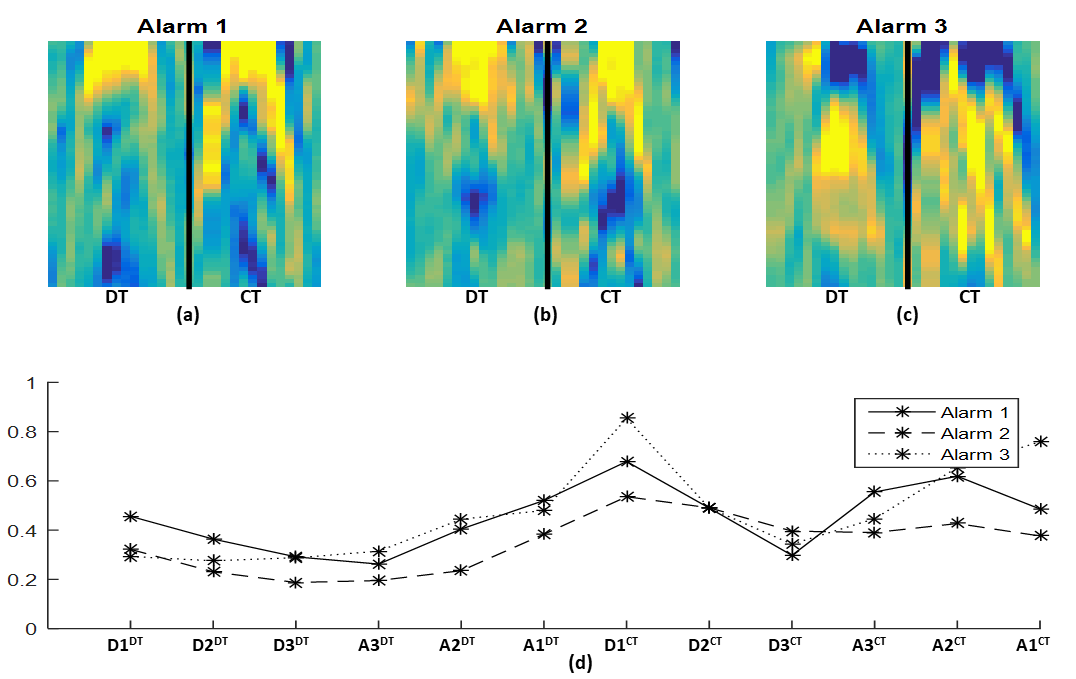 Alarm 1
Alarm 2
Alarm 3
DT CT
DT CT
DT CT
(a)
(b)
(c)
1
0.8
0.6
0.4
0.2
0
Alarm 1
Alarm 2
Alarm 3
D1DT D2DT D3DT A3DT A2DT A1DT D1CT D2CT D3CT A3CT A2CT A1CT
(d)